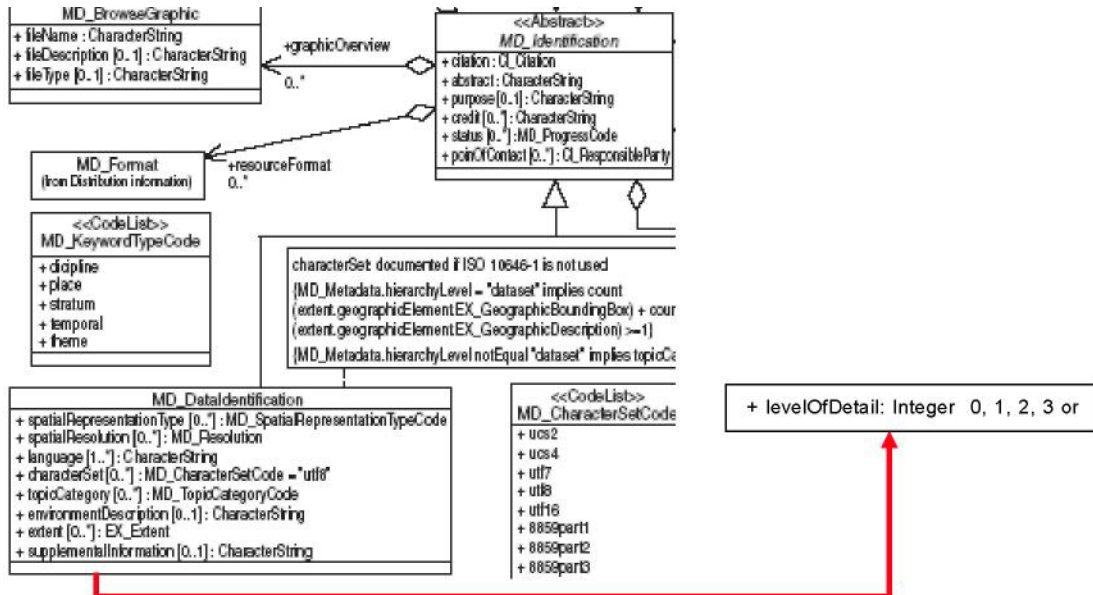 MD_BrowseGraphic
+ fileName : CharacterString
+ fileDescription [0..1] : CharacterString
+ fileType [0..1] : CharacterString
+graphicOverview
0..*
<<Abstract>>
MD_Identification
+ citation : CI_Citation
+ abstract : CharacterString
+ purpose [0..1] : CharacterString
+ credit [0..*] : CharacterString
+ status [0..*] : MD_ProgressCode
+ poinOfContact [0..*] : CI_ResponsibleParty
MD_Format
(from Distribution information)
+resourceFormat
0..*
<<CodeList>>
MD_KeywordTypeCode
+ dicipline
+ place
+ stratum
+ temporal
+ theme
characterSet: documented if ISO 10646-1 is not used
{MD_Metadata.hierarchyLevel = "dataset" implies count
(extent.geographicElement.EX_GeographicBoundingBox) + coun
(extent.geographicElement.EX_GeographicDescription) >=1}
{MD_Metadata.hierarchyLevel notEqual "dataset" implies topicCa
MD_DataIdentification
+ spatialRepresentationType [0..*] : MD_SpatialRepresentationTypeCode
+ spatialResolution [0..*] : MD_Resolution
+ language [1..*] : CharacterString
+ characterSet [0..*] : MD_CharacterSetCode = "utf8"
+ topicCategory [0..*] : MD_TopicCategoryCode
+ environmentDescription [0..1] : CharacterString
+ extent [0..*] : EX_Extent
+ supplementalInformation [0..1] : CharacterString
<<CodeList>>
MD_CharacterSetCode
+ ucs2
+ ucs4
+ utf7
+ utf8
+ utf16
+ 8859part1
+ 8859part2
+ 8859part3
+ levelOfDetail: Integer 0, 1, 2, 3 or